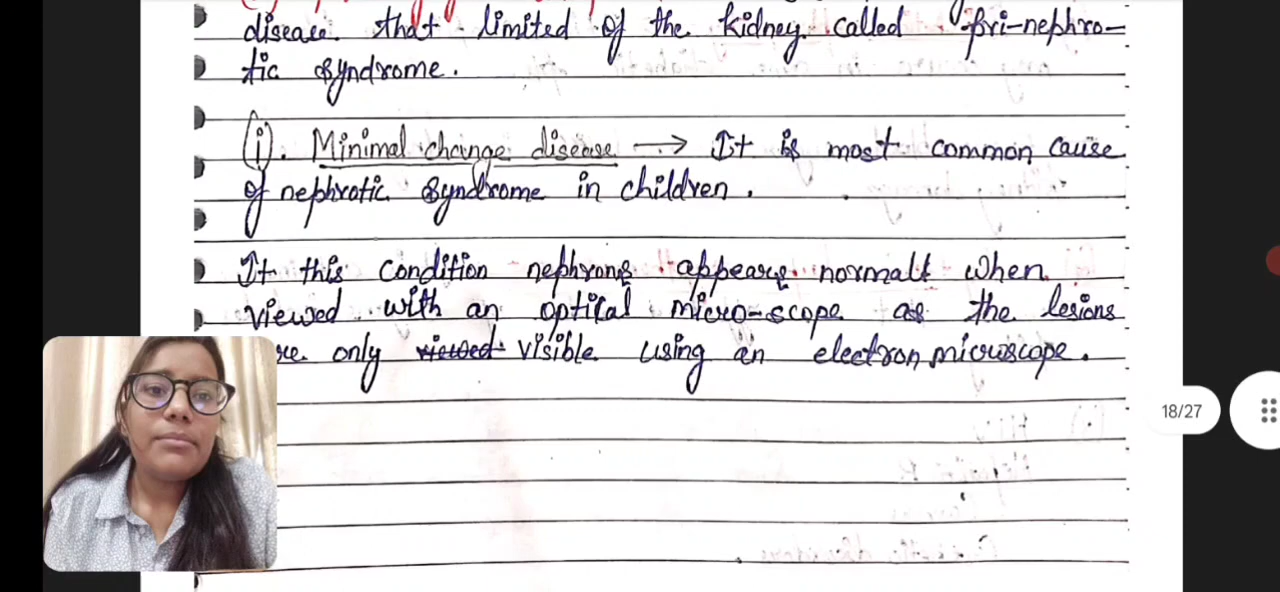 disease that limited of the kidney called pri-nephro-
tic syndrome.
(i). Minimal change disease → It is most common cause
of nephrotic syndrome in children.
It this condition nephrons appears normalt when
viewed with an optical micro-scope as the lesions
re only viewed visible using an electron microscope.
18/27